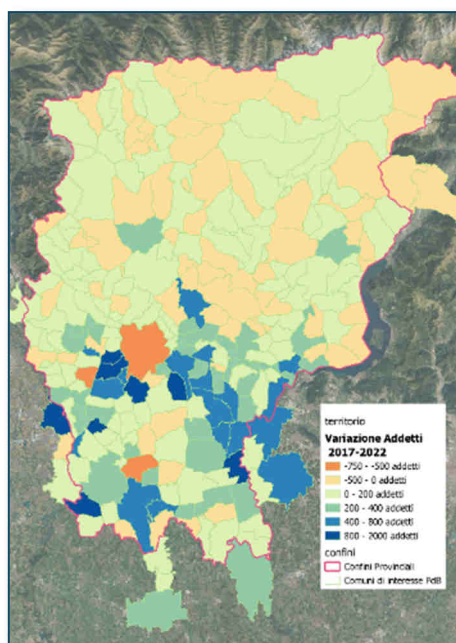 territorio
Variazione Addetti
2017-2022
-750 - -500 addetti
-500 - 0 addetti
0 - 200 addetti
200 - 400 addetti
400 - 800 addetti
800 - 2000 addetti
confini
Confini Provinciali
Comuni di interesse PdB